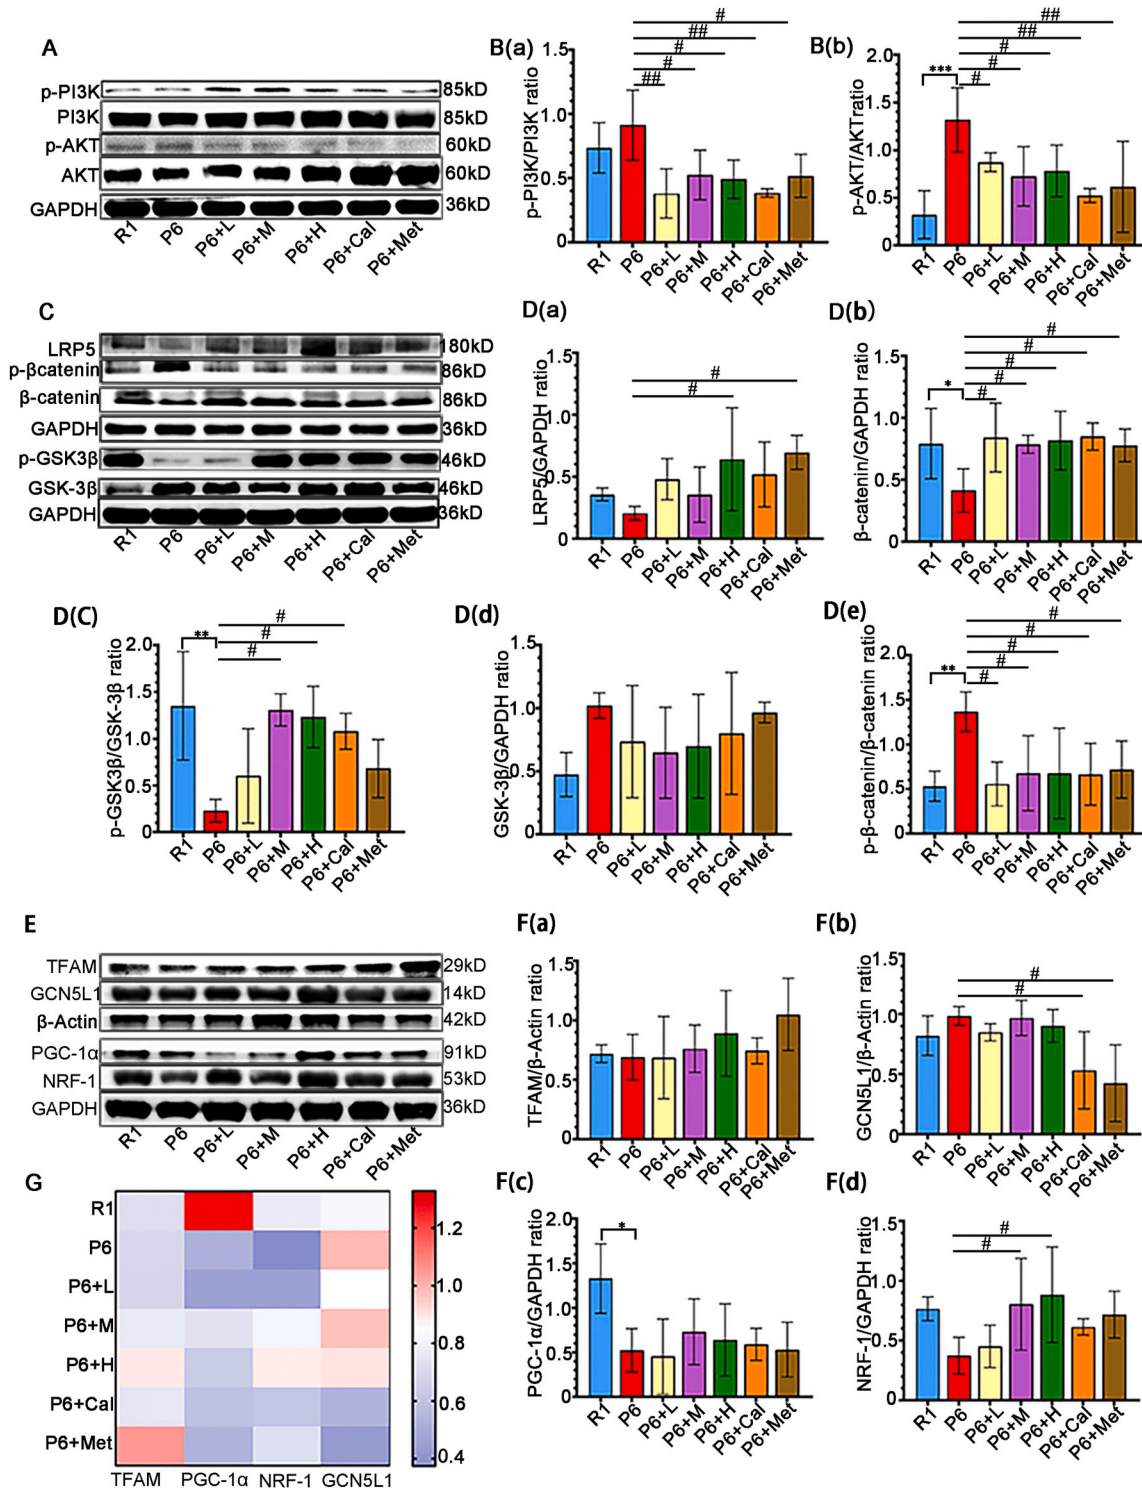 A
p-PI3K 85kD
PI3K 85kD
p-AKT 60kD
AKT 60kD
GAPDH 36kD
R1 P6 P6+L P6+M P6+H P6+Cal P6+Met
B(a)
p-PI3K/PI3K ratio
1.5
1.0
0.5
0
#
##
#
#
##
R1 P6 P6+L P6+M P6+H P6+Cal P6+Met
B(b)
p-AKT/AKT ratio
2.0
1.5
1.0
0.5
0
##
##
#
#
*** #
R1 P6 P6+L P6+M P6+H P6+Cal P6+Met
C
LRP5 180kD
p-βcatenin 86kD
β-catenin 86kD
GAPDH 36kD
p-GSK3β 46kD
GSK-3β 46kD
GAPDH 36kD
R1 P6 P6+L P6+M P6+H P6+Cal P6+Met
D(a)
LRP5/GAPDH ratio
1.5
1.0
0.5
0
#
#
R1 P6 P6+L P6+M P6+H P6+Cal P6+Met
D(b)
β-catenin/GAPDH ratio
1.5
1.0
0.5
0
#
#
#
#
* #
R1 P6 P6+L P6+M P6+H P6+Cal P6+Met
D(C)
p-GSK3β/GSK-3β ratio
2.0
1.5
1.0
0.5
0
#
#
** #
R1 P6 P6+L P6+M P6+H P6+Cal P6+Met
D(d)
GSK-3β/GAPDH ratio
1.5
1.0
0.5
0
R1 P6 P6+L P6+M P6+H P6+Cal P6+Met
D(e)
p-β-catenin/β-catenin ratio
2.0
1.5
1.0
0.5
0
#
#
#
#
** #
R1 P6 P6+L P6+M P6+H P6+Cal P6+Met
E
TFAM 29kD
GCN5L1 14kD
β-Actin 42kD
PGC-1α 91kD
NRF-1 53kD
GAPDH 36kD
R1 P6 P6+L P6+M P6+H P6+Cal P6+Met
F(a)
TFAM/β-Actin ratio
1.5
1.0
0.5
0
R1 P6 P6+L P6+M P6+H P6+Cal P6+Met
F(b)
GCN5L1/β-Actin ratio
1.5
1.0
0.5
0
#
#
R1 P6 P6+L P6+M P6+H P6+Cal P6+Met
G
R1
P6
P6+L
P6+M
P6+H
P6+Cal
P6+Met
TFAM PGC-1α NRF-1 GCN5L1
1.2
1.0
0.8
0.6
0.4
F(c)
PGC-1α/GAPDH ratio
2.0
1.5
1.0
0.5
0
*
R1 P6 P6+L P6+M P6+H P6+Cal P6+Met
F(d)
NRF-1/GAPDH ratio
1.5
1.0
0.5
0
#
#
R1 P6 P6+L P6+M P6+H P6+Cal P6+Met